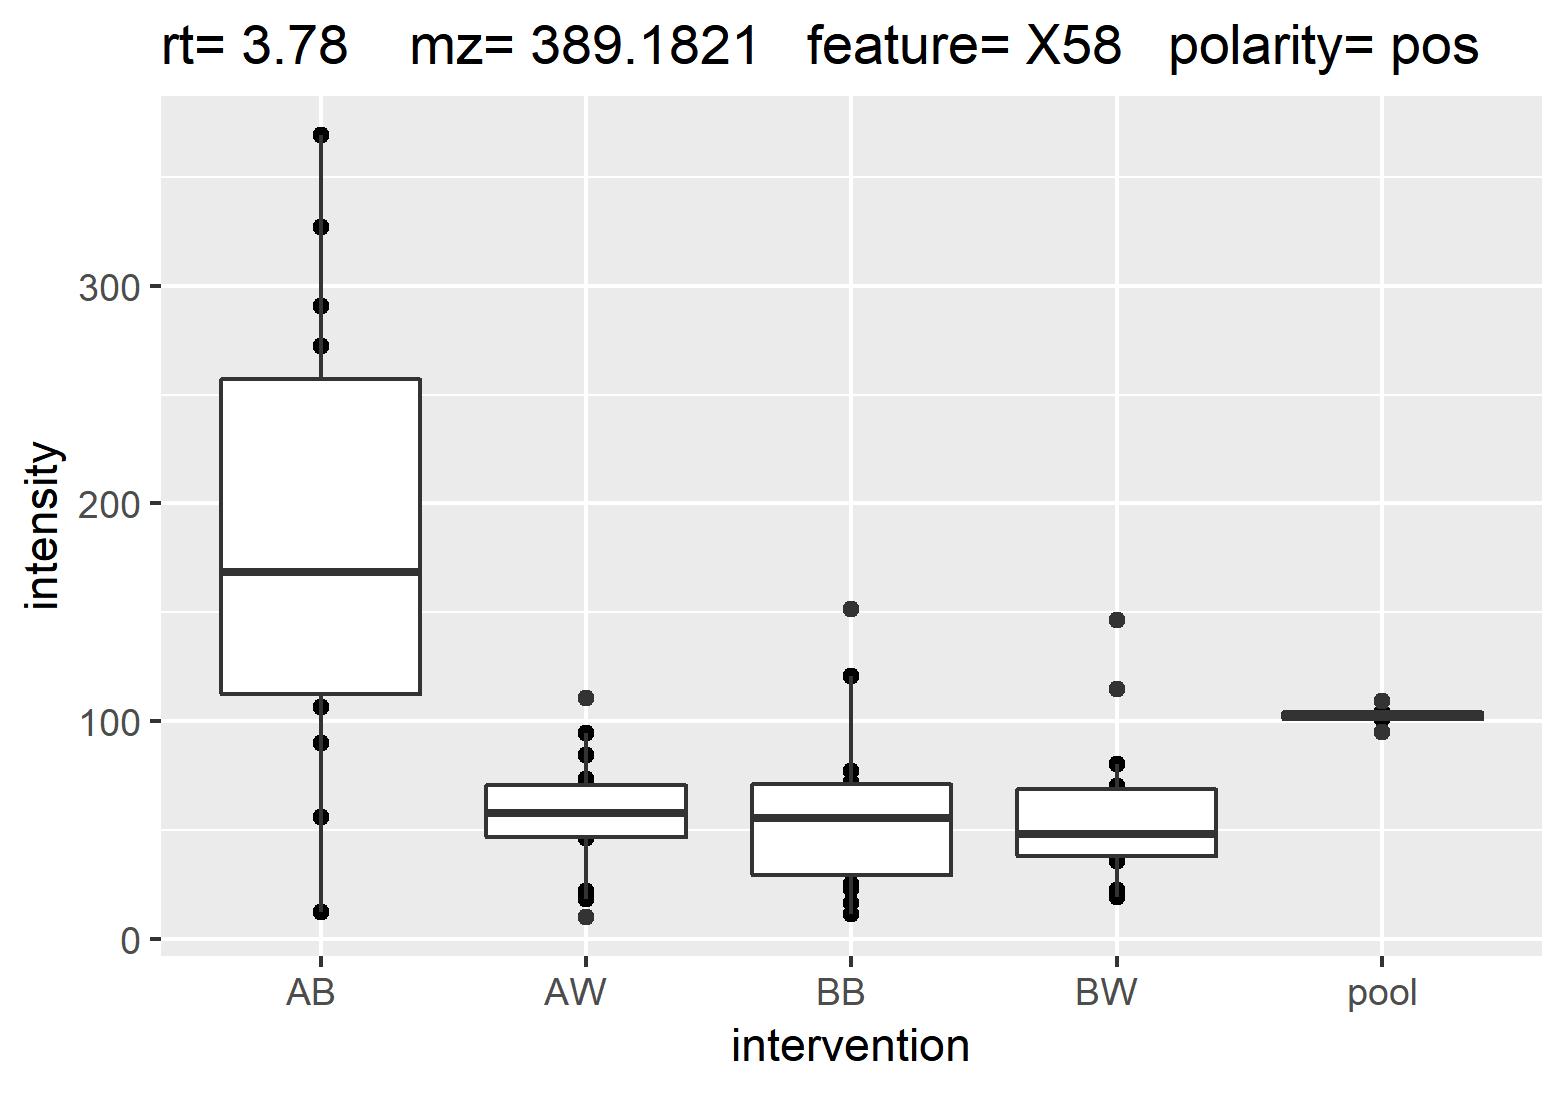 rt= 3.78    mz= 389.1821   feature= X58   polarity= pos
intensity
300
200
100
0
AB AW BB BW pool
intervention